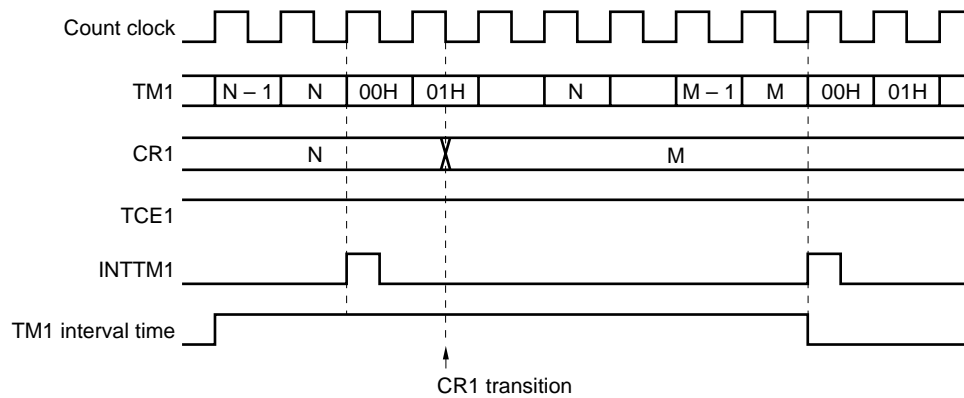 Count clock
TM1 N – 1 N 00H 01H N M – 1 M 00H 01H
CR1 N M
TCE1
INTTM1
TM1 interval time
CR1 transition